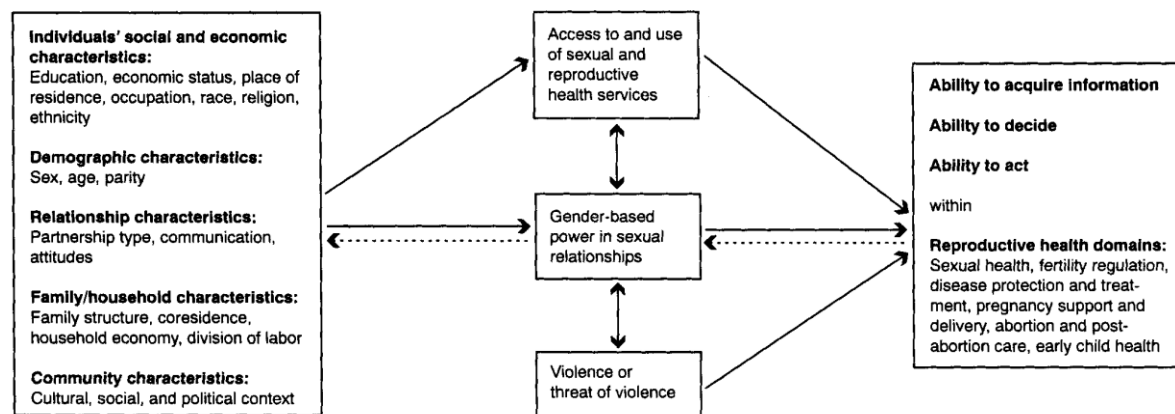 Individuals' social and economic
characteristics:
Education, economic status, place of
residence, occupation, race, religion,
ethnicity
Demographic characteristics:
Sex, age, parity
Relationship characteristics:
Partnership type, communication,
attitudes
Family/household characteristics:
Family structure, coresidence,
household economy, division of labor
Community characteristics:
Cultural, social, and political context
Access to and use
of sexual and
reproductive
health services
Gender-based
power in sexual
relationships
Violence or
threat of violence
Ability to acquire information
Ability to decide
Ability to act
within
Reproductive health domains:
Sexual health, fertility regulation,
disease protection and treat-
ment, pregnancy support and
delivery, abortion and post-
abortion care, early child health